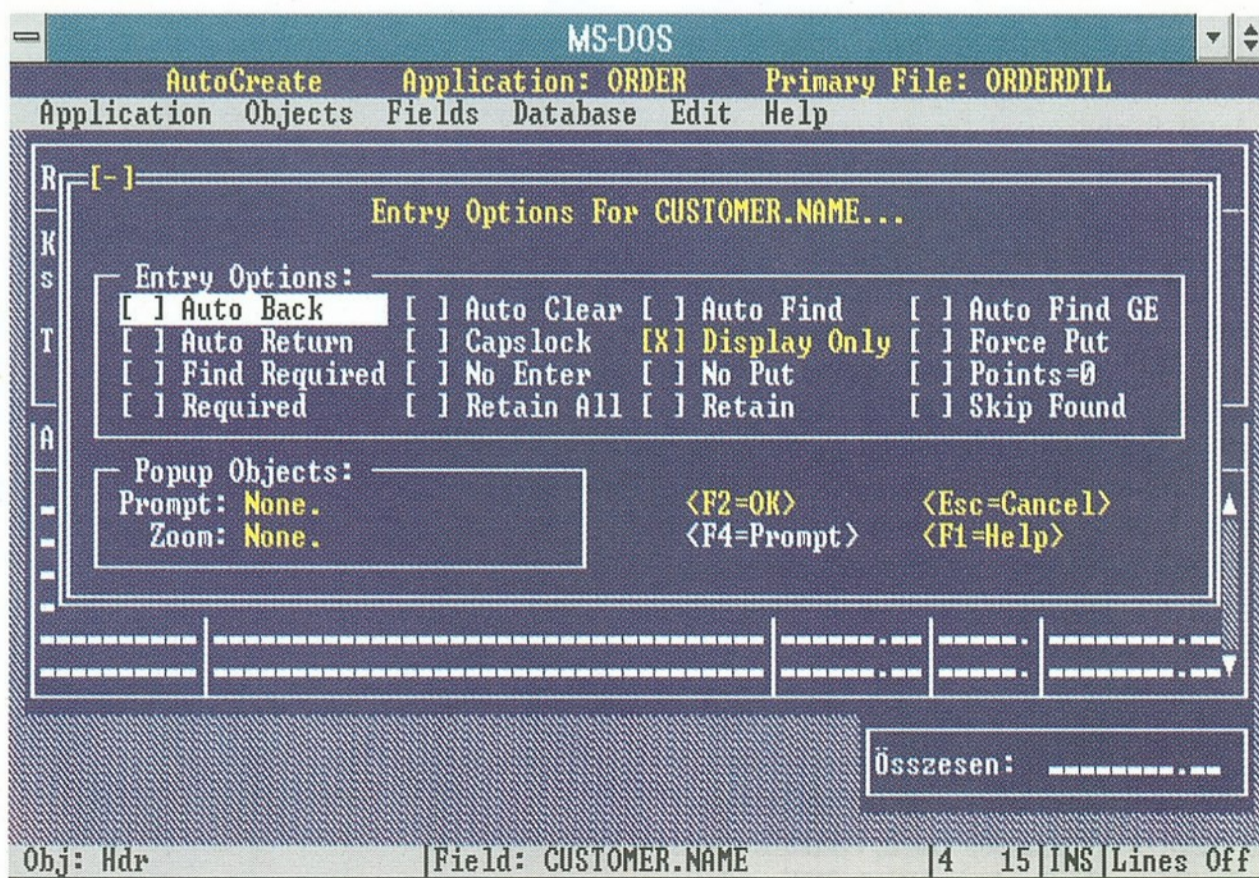 MS-DOS
AutoCreate Application: ORDER Primary File: ORDERDTL
Application Objects Fields Database Edit Help
R
[-]
Entry Options For CUSTOMER.NAME...
K
s
Entry Options:
[ ] Auto Back [ ] Auto Clear [ ] Auto Find [ ] Auto Find GE
T [ ] Auto Return [ ] Capslock [X] Display Only [ ] Force Put
[ ] Find Required [ ] No Enter [ ] No Put [ ] Points=0
[ ] Required [ ] Retain All [ ] Retain [ ] Skip Found
A
Popup Objects:
Prompt: None. <F2=OK> <Esc=Cancel>
Zoom: None. <F4=Prompt> <F1=Help>
Összesen: ________.__
Obj: Hdr Field: CUSTOMER.NAME 4 15 INS Lines Off